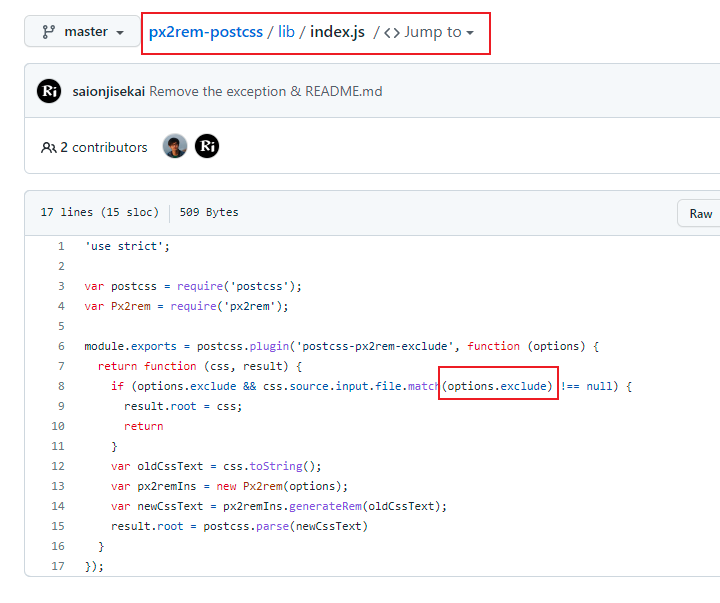 master px2rem-postcss / lib / index.js / <> Jump to
Ri saionjisekai Remove the exception & README.md
2 contributors Ri
17 lines (15 sloc) 509 Bytes Raw
1 'use strict';
2
3 var postcss = require('postcss');
4 var Px2rem = require('px2rem');
5
6 module.exports = postcss.plugin('postcss-px2rem-exclude', function (options) {
7 return function (css, result) {
8 if (options.exclude && css.source.input.file.match(options.exclude) !== null) {
9 result.root = css;
10 return
11 }
12 var oldCssText = css.toString();
13 var px2remIns = new Px2rem(options);
14 var newCssText = px2remIns.generateRem(oldCssText);
15 result.root = postcss.parse(newCssText)
16 }
17 });